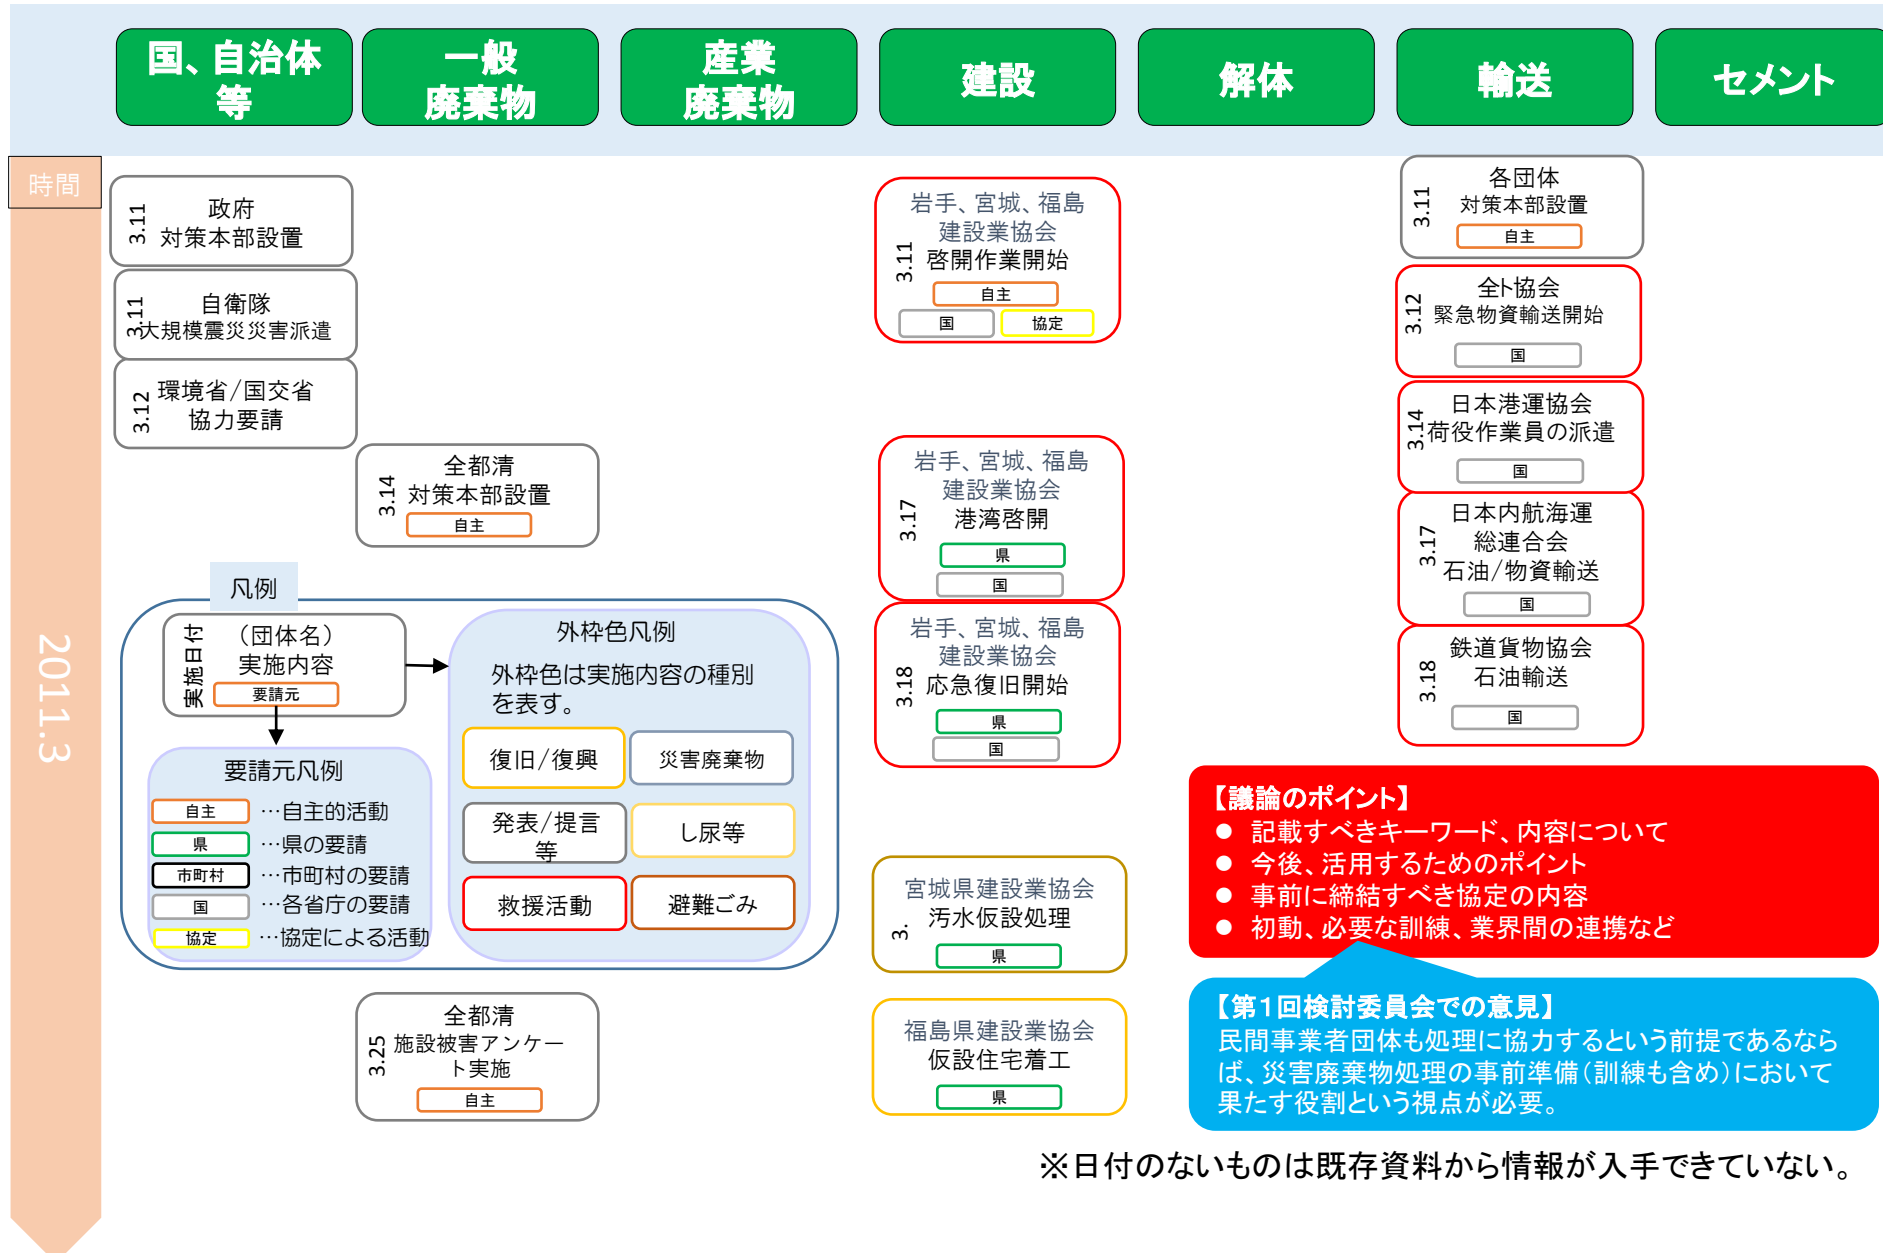 国、自治体
等
一般
廃棄物
産業
廃棄物
建設
解体
輸送
セメント
時間
2011.3
3.11
政府
対策本部設置
3.11
自衛隊
大規模震災災害派遣
3.12
環境省/国交省
協力要請
3.14
全都清
対策本部設置
自主
3.11
岩手、宮城、福島
建設業協会
啓開作業開始
自主
国
協定
3.17
岩手、宮城、福島
建設業協会
港湾啓開
県
国
3.18
岩手、宮城、福島
建設業協会
応急復旧開始
県
国
3.11
各団体
対策本部設置
自主
3.12
全ト協会
緊急物資輸送開始
国
3.14
日本港運協会
荷役作業員の派遣
国
3.17
日本内航海運
総連合会
石油/物資輸送
国
3.18
鉄道貨物協会
石油輸送
国
凡例
実施日付
（団体名）
実施内容
要請元
要請元凡例
自主 …自主的活動
県 …県の要請
市町村 …市町村の要請
国 …各省庁の要請
協定 …協定による活動
外枠色凡例
外枠色は実施内容の種別
を表す。
復旧/復興
災害廃棄物
発表/提言
等
し尿等
救援活動
避難ごみ
3.25
全都清
施設被害アンケー
ト実施
自主
3.
宮城県建設業協会
汚水仮設処理
県
福島県建設業協会
仮設住宅着工
県
【議論のポイント】
● 記載すべきキーワード、内容について
● 今後、活用するためのポイント
● 事前に締結すべき協定の内容
● 初動、必要な訓練、業界間の連携など
【第1回検討委員会での意見】
民間事業者団体も処理に協力するという前提であるなら
ば、災害廃棄物処理の事前準備（訓練も含め）において
果たす役割という視点が必要。
※日付のないものは既存資料から情報が入手できていない。